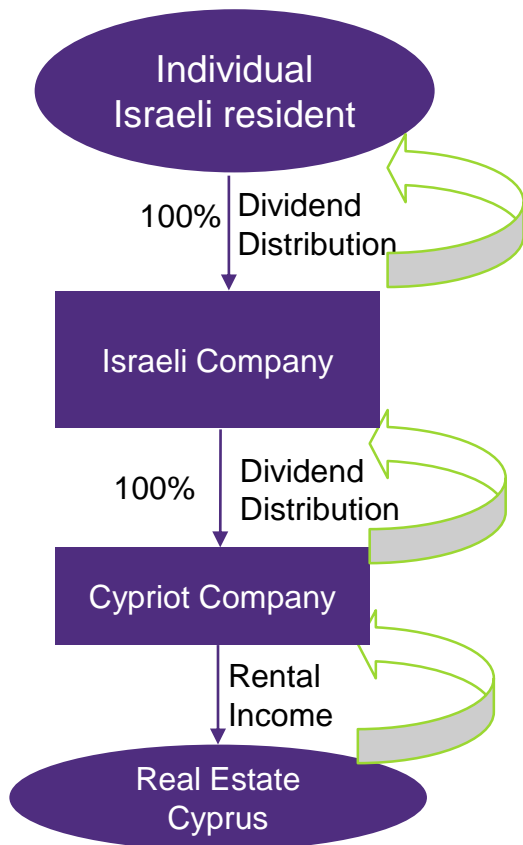 Individual
Israeli resident
100%
Dividend
Distribution
Israeli Company
100%
Dividend
Distribution
Cypriot Company
Rental
Income
Real Estate
Cyprus